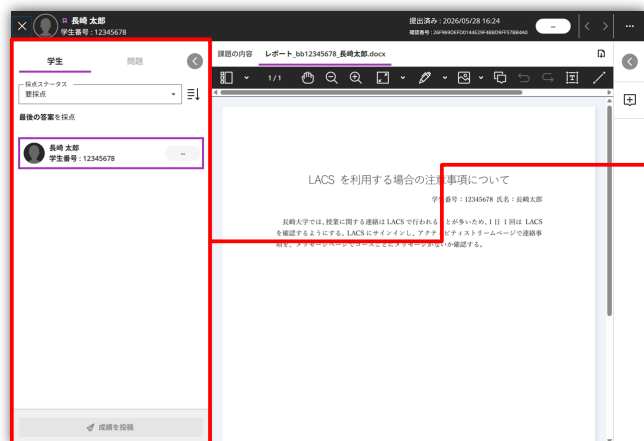 長崎 太郎
学生番号 : 12345678
提出済み : 2026/05/28 16:24
学生
問題
採点ステータス
要採点
最後の答案を採点
長崎 太郎
学生番号 : 12345678
成績を投稿
課題の内容
レポート_bb12345678_長崎太郎.docx
1/1
LACS を利用する場合の注意事項について
学生番号：12345678 氏名：長崎太郎
長崎大学では、授業に関する連絡は LACS で行われることが多いため、1 日 1 回は LACS
を確認するようにする。LACS にサインインし、アクティビティストリームページで連絡事
項を、メッセージページでコースごとにメッセージがないか確認する。